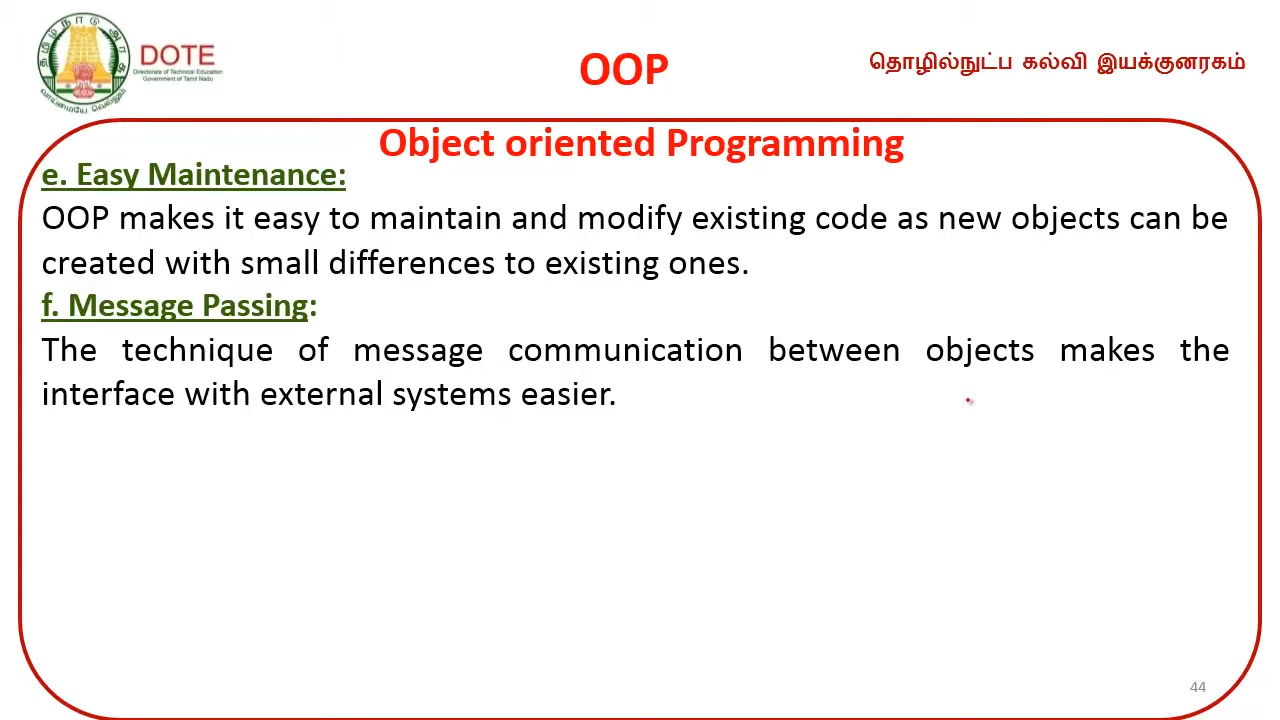 DOTE
Directorate of Technical Education
Government of Tamil Nadu
OOP
தொழில்நுட்ப கல்வி இயக்குனரகம்
Object oriented Programming
e. Easy Maintenance:
OOP makes it easy to maintain and modify existing code as new objects can be
created with small differences to existing ones.
f. Message Passing:
The technique of message communication between objects makes the
interface with external systems easier.
44